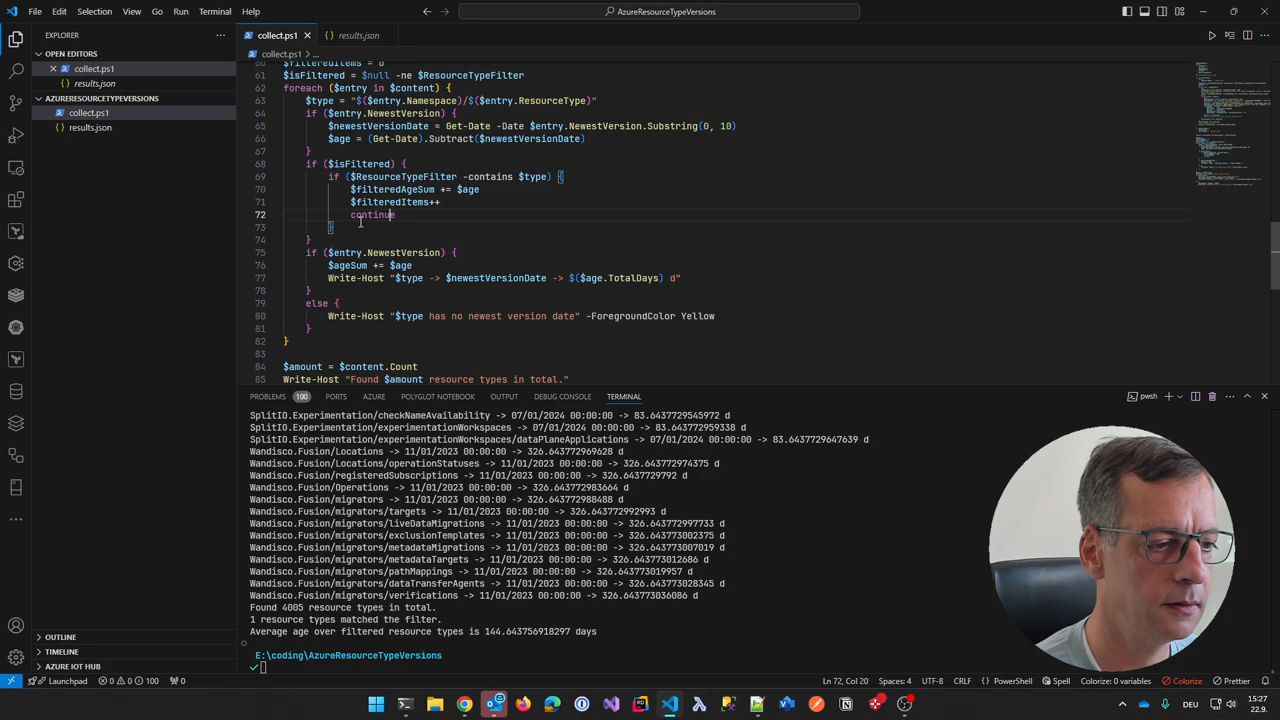 File Edit Selection View Go Run Terminal Help
AzureResourceTypeVersions
EXPLORER
OPEN EDITORS
collect.ps1
results.json
AZURERESOURCETYPEVERSIONS
collect.ps1
results.json
OUTLINE
TIMELINE
AZURE IOT HUB
collect.ps1
results.json
collect.ps1 > ...
60 $filteredItems = 0
61 $isFiltered = $null -ne $ResourceTypeFilter
62 foreach ($entry in $content) {
63 $type = "$($entry.Namespace)/$($entry.ResourceType)"
64 if ($entry.NewestVersion) {
65 $newestVersionDate = Get-Date -Date $entry.NewestVersion.Substring(0, 10)
66 $age = (Get-Date).Subtract($newestVersionDate)
67 }
68 if ($isFiltered) {
69 if ($ResourceTypeFilter -contains $type) {
70 $filteredAgeSum += $age
71 $filteredItems++
72 continue
73 }
74 }
75 if ($entry.NewestVersion) {
76 $ageSum += $age
77 Write-Host "$type -> $newestVersionDate -> $($age.TotalDays) d"
78 }
79 else {
80 Write-Host "$type has no newest version date" -ForegroundColor Yellow
81 }
82 }
83
84 $amount = $content.Count
85 Write-Host "Found $amount resource types in total."
PROBLEMS 100 PORTS AZURE POLYGLOT NOTEBOOK OUTPUT DEBUG CONSOLE TERMINAL
pwsh
SplitIO.Experimentation/checkNameAvailability -> 07/01/2024 00:00:00 -> 83.6437729545972 d
SplitIO.Experimentation/experimentationWorkspaces -> 07/01/2024 00:00:00 -> 83.6437729593​38 d
SplitIO.Experimentation/experimentationWorkspaces/dataPlaneApplications -> 07/01/2024 00:00:00 -> 83.6437729647639 d
Wandisco.Fusion/Locations -> 11/01/2023 00:00:00 -> 326.643772969628 d
Wandisco.Fusion/Locations/operationStatuses -> 11/01/2023 00:00:00 -> 326.643772974375 d
Wandisco.Fusion/registeredSubscriptions -> 11/01/2023 00:00:00 -> 326.64377297​92 d
Wandisco.Fusion/Operations -> 11/01/2023 00:00:00 -> 326.643772983664 d
Wandisco.Fusion/migrators -> 11/01/2023 00:00:00 -> 326.643772988488 d
Wandisco.Fusion/migrators/targets -> 11/01/2023 00:00:00 -> 326.643772992993 d
Wandisco.Fusion/migrators/liveDataMigrations -> 11/01/2023 00:00:00 -> 326.643772997733 d
Wandisco.Fusion/migrators/exclusionTemplates -> 11/01/2023 00:00:00 -> 326.643773002375 d
Wandisco.Fusion/migrators/metadataMigrations -> 11/01/2023 00:00:00 -> 326.643773007019 d
Wandisco.Fusion/migrators/metadataTargets -> 11/01/2023 00:00:00 -> 326.643773012686 d
Wandisco.Fusion/migrators/pathMappings -> 11/01/2023 00:00:00 -> 326.643773019957 d
Wandisco.Fusion/migrators/dataTransferAgents -> 11/01/2023 00:00:00 -> 326.643773028345 d
Wandisco.Fusion/migrators/verifications -> 11/01/2023 00:00:00 -> 326.643773036086 d
Found 4005 resource types in total.
1 resource types matched the filter.
Average age over filtered resource types is 144.643756918297 days
E:\coding\AzureResourceTypeVersions
Launchpad 0 0 100 0
Ln 72, Col 20 Spaces: 4 UTF-8 CRLF PowerShell Spell Colorize: 0 variables Colorize Prettier
15:27
22.9.